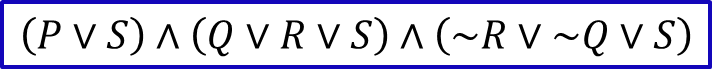 (P ∨ S) ∧ (Q ∨ R ∨ S) ∧ (~R ∨ ~Q ∨ S)